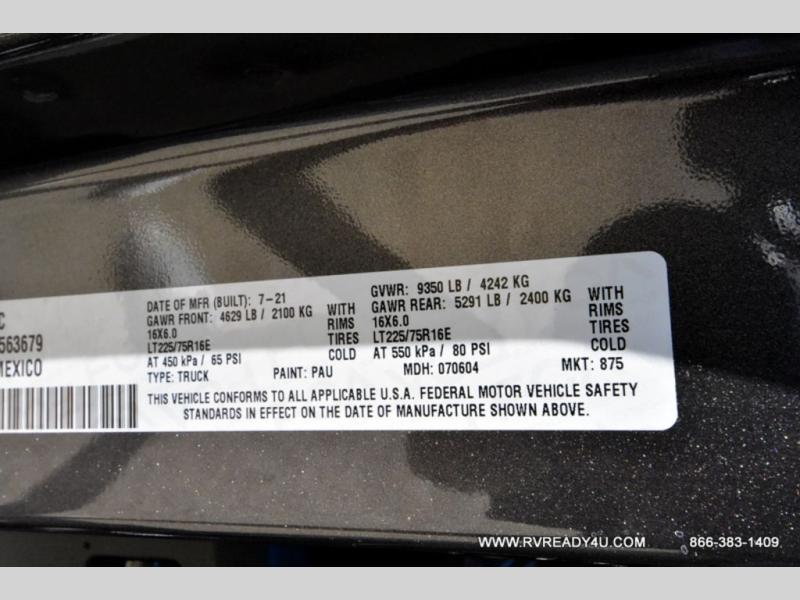 C
563679
MEXICO
DATE OF MFR (BUILT): 7-21
GAWR FRONT: 4629 LB / 2100 KG
16X6.0
LT225/75R16E
AT 450 kPa / 65 PSI
TYPE: TRUCK
WITH
RIMS
TIRES
COLD
PAINT: PAU
GVWR: 9350 LB / 4242 KG
GAWR REAR: 5291 LB / 2400 KG
16X6.0
LT225/75R16E
AT 550 kPa / 80 PSI
MDH: 070604
WITH
RIMS
TIRES
COLD
MKT: 875
THIS VEHICLE CONFORMS TO ALL APPLICABLE U.S.A. FEDERAL MOTOR VEHICLE SAFETY
STANDARDS IN EFFECT ON THE DATE OF MANUFACTURE SHOWN ABOVE.
WWW.RVREADY4U.COM 866-383-1409